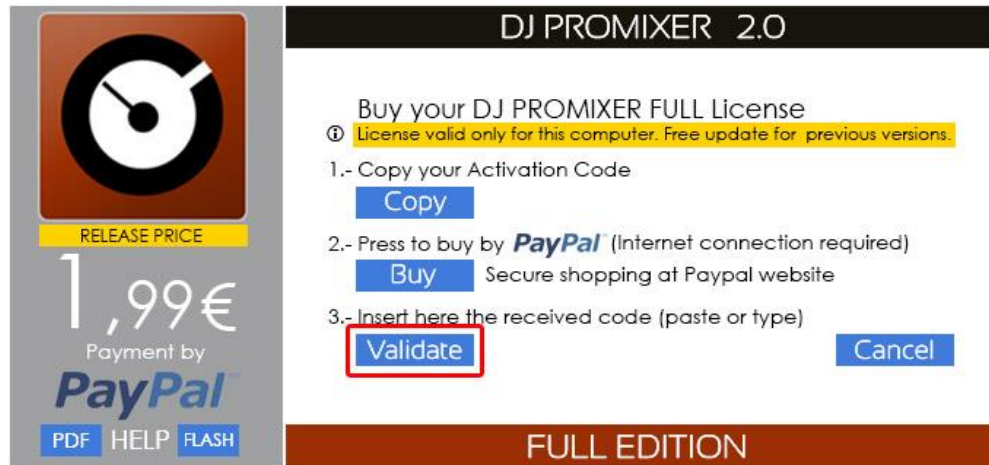 RELEASE PRICE
1,99€
Payment by
PayPal™
PDF HELP FLASH
DJ PROMIXER 2.0
Buy your DJ PROMIXER FULL License
License valid only for this computer. Free update for previous versions.
1.- Copy your Activation Code
Copy
2.- Press to buy by PayPal™ (Internet connection required)
Buy Secure shopping at Paypal website
3.- Insert here the received code (paste or type)
Validate Cancel
FULL EDITION